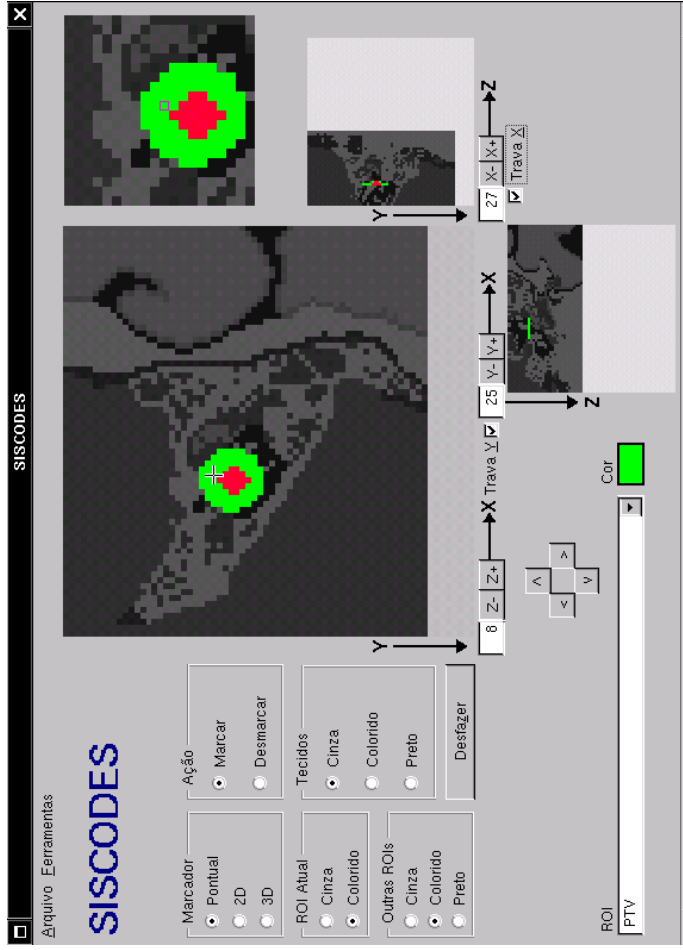 SISCODES
Arquivo Ferramentas
SISCODES
Marcador
Pontual
2D
3D
Ação
Marcar
Desmarcar
ROI Atual
Cinza
Colorido
Tecidos
Cinza
Colorido
Preto
Outras ROIs
Cinza
Colorido
Preto
Desfazer
Y
8 Z- Z+ X
Trava Y
25 Y- Y+ X
Z
Y
27 X- X+ Z
Trava X
< ^ v >
ROI
PTV
Cor